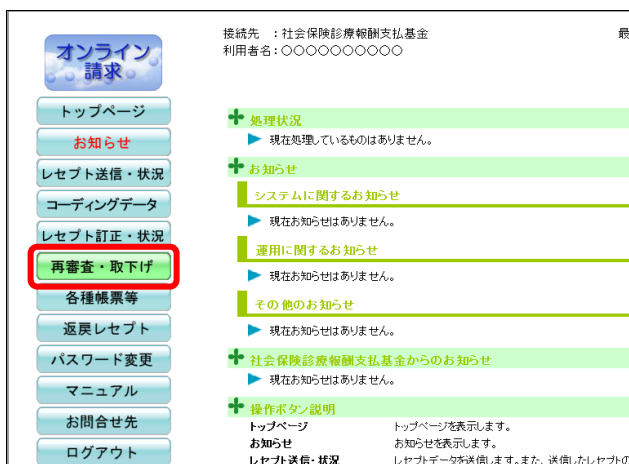 接続先 :社会保険診療報酬支払基金
最
利用者名:○○○○○○○○○○
オンライン
請求
トップページ
お知らせ
レセプト送信・状況
コーディングデータ
レセプト訂正・状況
再審査・取下げ
各種帳票等
返戻レセプト
パスワード変更
マニュアル
お問合せ先
ログアウト
処理状況
現在処理しているものはありません。
お知らせ
システムに関するお知らせ
現在お知らせはありません。
運用に関するお知らせ
現在お知らせはありません。
その他のお知らせ
現在お知らせはありません。
社会保険診療報酬支払基金からのお知らせ
現在お知らせはありません。
操作ボタン説明
トップページ トップページを表示します。
お知らせ お知らせを表示します。
レセプト送信・状況 レセプトデータを送信します。また、送信したレセプトの